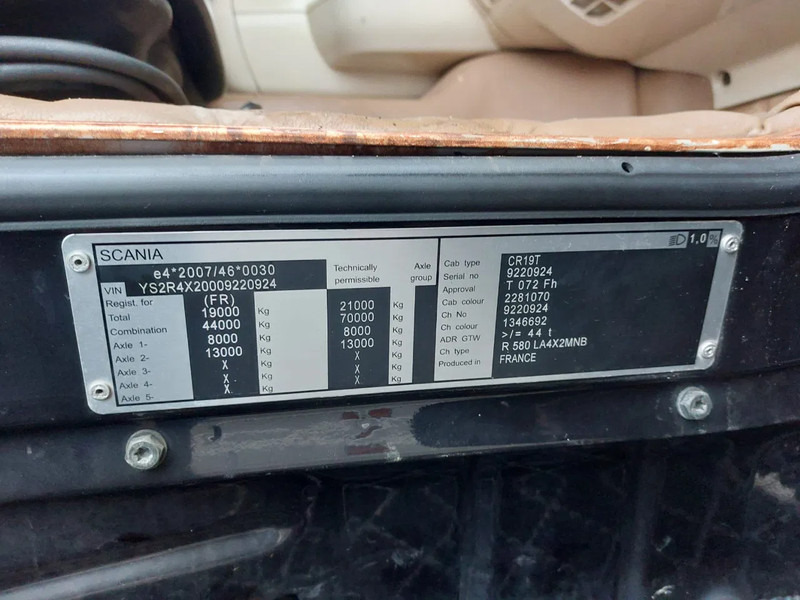 SCANIA
e4*2007/46*0030
VIN YS2R4X20009220924
Regist. for (FR) Technically permissible Axle group
Total 19000 Kg 21000 Kg
Combination 44000 Kg 70000 Kg
Axle 1- 8000 Kg 8000 Kg
Axle 2- 13000 Kg 13000 Kg
Axle 3- X Kg X Kg
Axle 4- X Kg X Kg
Axle 5- X Kg X Kg
1.0%
Cab type CR19T
Serial no 9220924
Approval T 072 Fh
Cab colour 2281070
Ch No 9220924
Ch colour 1346692
ADR GTW >/= 44 t
Ch type R 580 LA4X2MNB
Produced in FRANCE